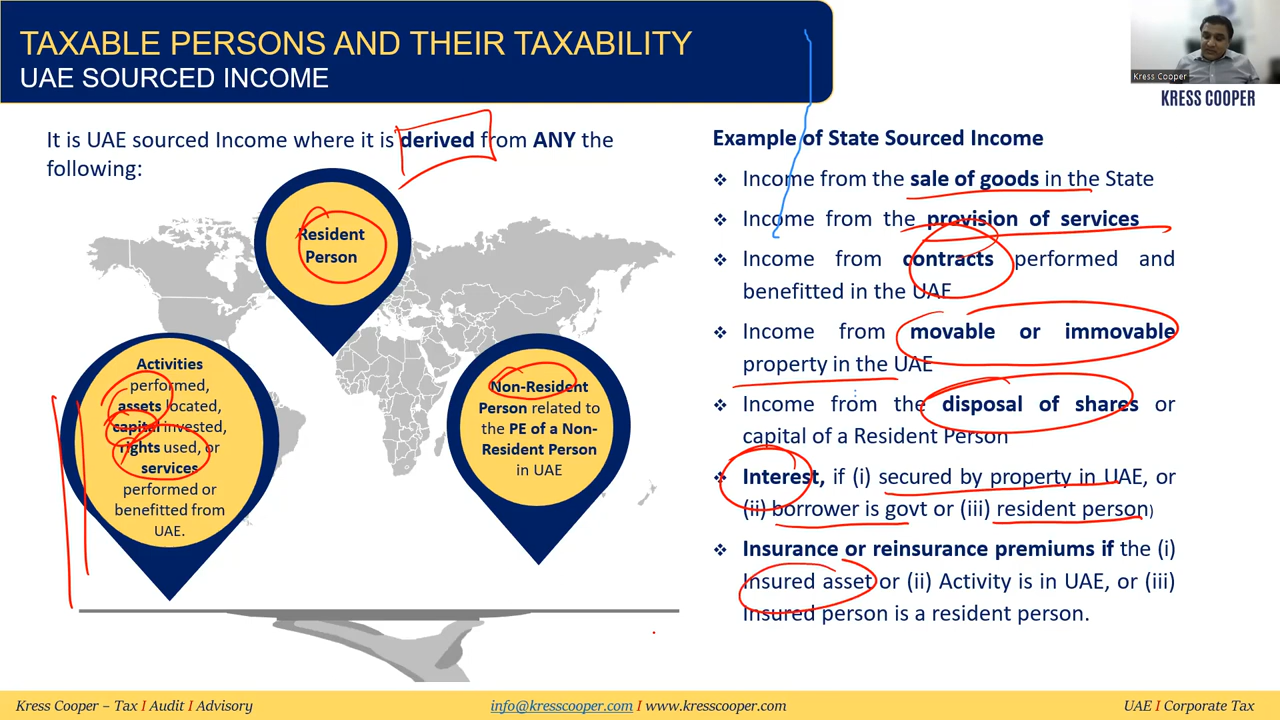 TAXABLE PERSONS AND THEIR TAXABILITY
UAE SOURCED INCOME
Kress Cooper
KRESS COOPER
It is UAE sourced Income where it is derived from ANY the
following:
Resident
Person
Activities
performed,
assets located,
capital invested,
rights used, or
services
performed or
benefitted from
UAE.
Non-Resident
Person related to
the PE of a Non-
Resident Person
in UAE
Example of State Sourced Income
❖ Income from the sale of goods in the State
❖ Income from the provision of services
❖ Income from contracts performed and
benefitted in the UAE
❖ Income from movable or immovable
property in the UAE
❖ Income from the disposal of shares or
capital of a Resident Person
❖ Interest, if (i) secured by property in UAE, or
(ii) borrower is govt or (iii) resident person)
❖ Insurance or reinsurance premiums if the (i)
Insured asset or (ii) Activity is in UAE, or (iii)
Insured person is a resident person.
Kress Cooper – Tax I Audit I Advisory
info@kresscooper.com I www.kresscooper.com
UAE I Corporate Tax